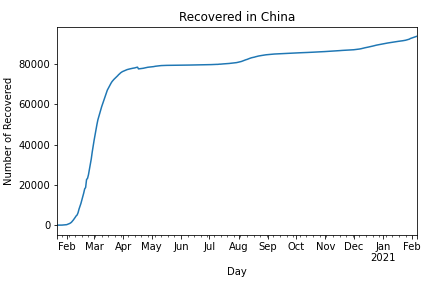 Recovered in China
Number of Recovered
80000
60000
40000
20000
0
Feb Mar Apr May Jun Jul Aug Sep Oct Nov Dec Jan Feb
2021
Day